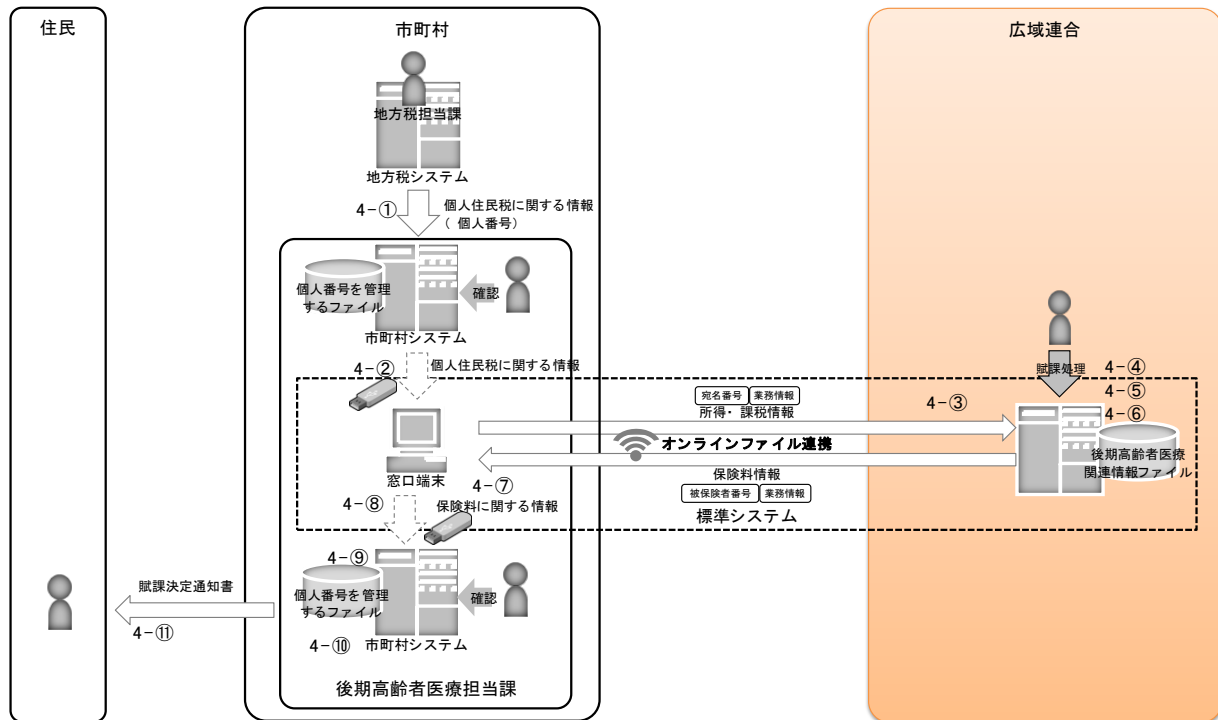 住民
市町村
広域連合
地方税担当課
地方税システム
4-①
個人住民税に関する情報
( 個人番号)
個人番号を管理
するファイル
確認
市町村システム
4-②
個人住民税に関する情報
賦課処理
4-④
4-⑤
4-⑥
宛名番号
業務情報
所得・課税情報
4-③
オンラインファイル連携
後期高齢者医療
関連情報ファイル
窓口端末
4-⑦
保険料情報
被保険者番号
業務情報
標準システム
4-⑧
保険料に関する情報
4-⑨
個人番号を管理
するファイル
確認
4-⑩
市町村システム
賦課決定通知書
4-⑪
後期高齢者医療担当課